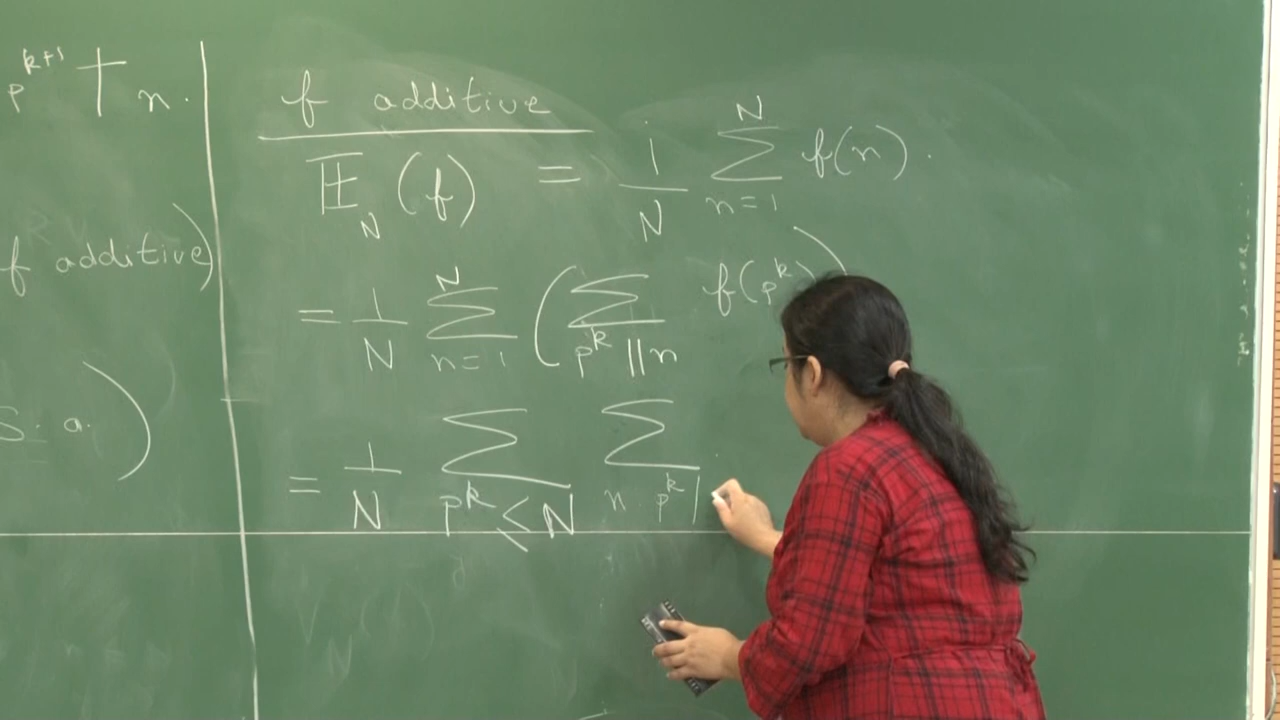 p^{k+1} ∤ n.
f additive)
S. a. )
f additive
𝔼_N (f) = 1/N ∑_{n=1}^{N} f(n).
= 1/N ∑_{n=1}^{N} ( ∑_{p^k || n} f(p^k) )
= 1/N ∑_{p^k ≤ N} ∑_{n p^k |